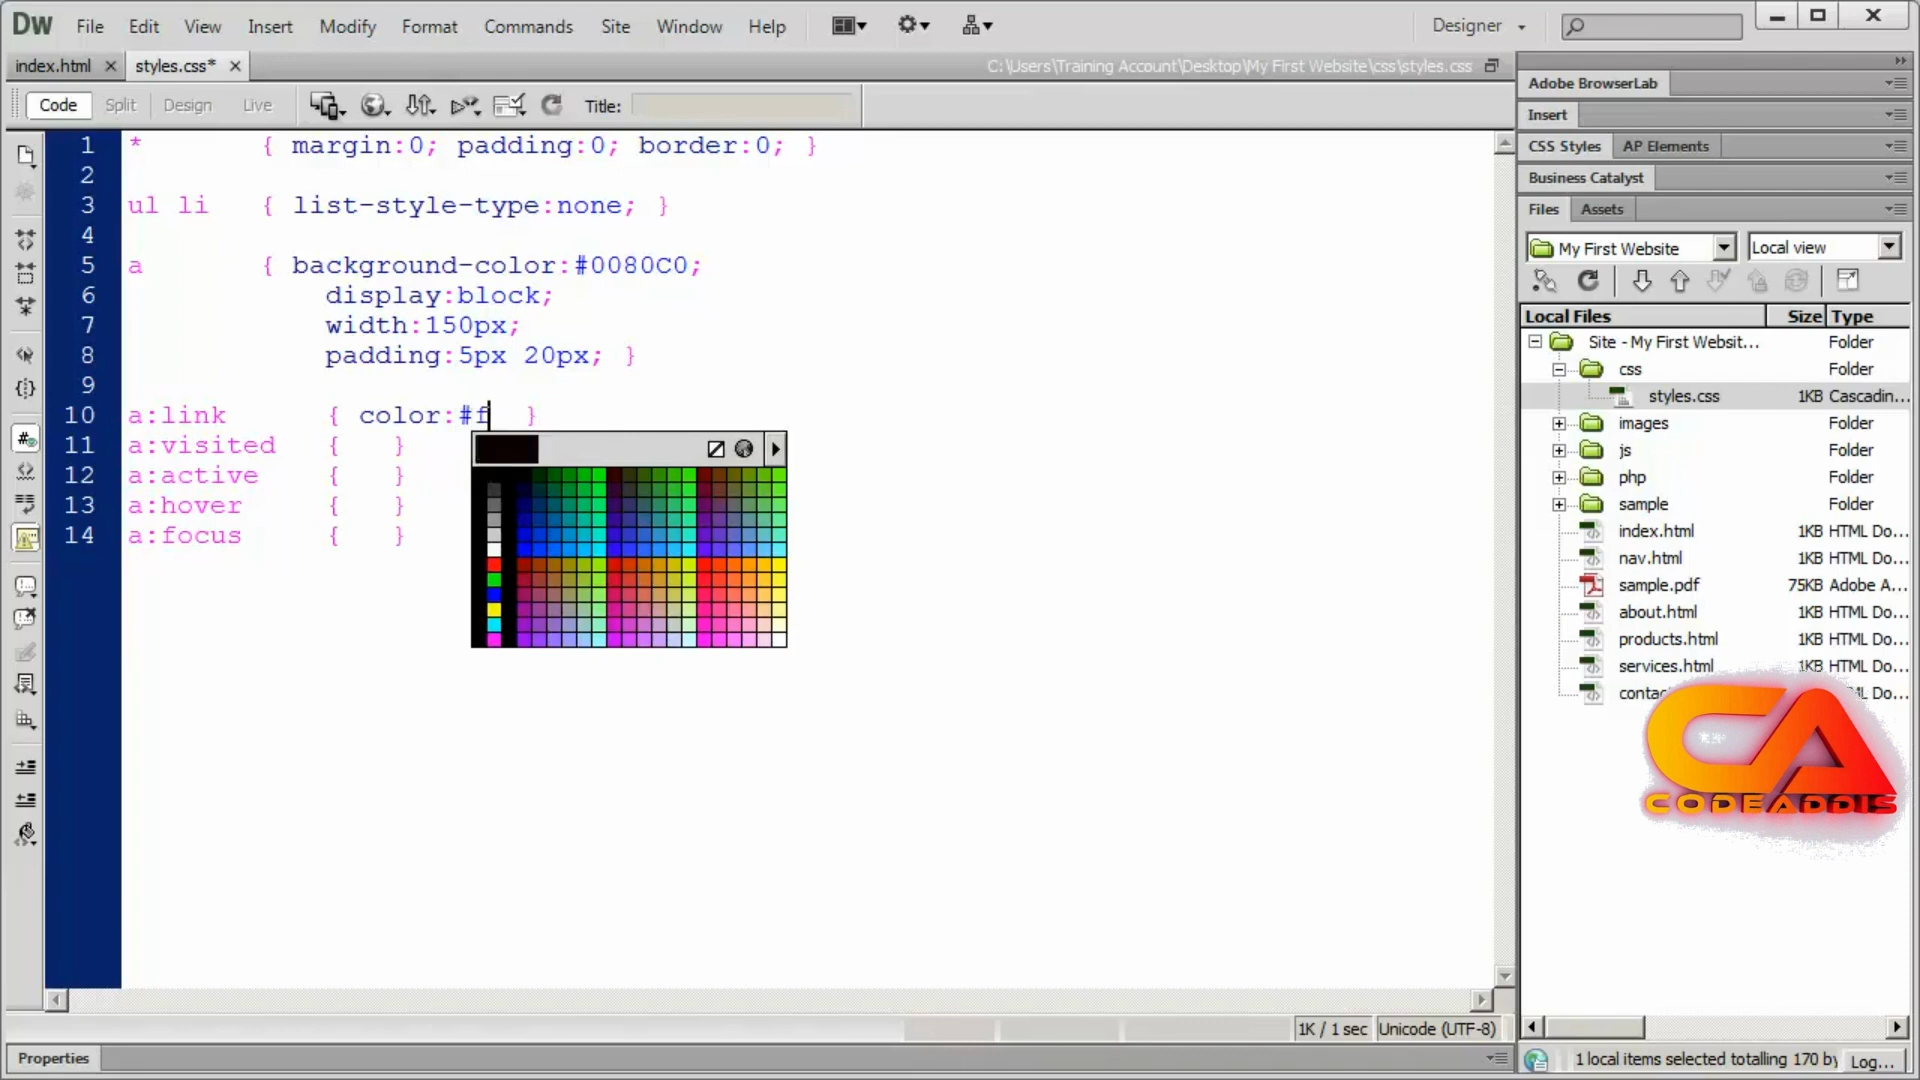 DW File Edit View Insert Modify Format Commands Site Window Help Designer
index.html styles.css* C:\Users\Training Account\Desktop\My First Website\css\styles.css
Code Split Design Live Title:
1 * { margin:0; padding:0; border:0; }
2
3 ul li { list-style-type:none; }
4
5 a { background-color:#0080C0;
6 display:block;
7 width:150px;
8 padding:5px 20px; }
9
10 a:link { color:#f }
11 a:visited { }
12 a:active { }
13 a:hover { }
14 a:focus { }
1K / 1 sec Unicode (UTF-8)
Properties
Adobe BrowserLab
Insert
CSS Styles AP Elements
Business Catalyst
Files Assets
My First Website Local view
Local Files Size Type
Site - My First Websit... Folder
css Folder
styles.css 1KB Cascadin...
images Folder
js Folder
php Folder
sample Folder
index.html 1KB HTML Do...
nav.html 1KB HTML Do...
sample.pdf 75KB Adobe A...
about.html 1KB HTML Do...
products.html 1KB HTML Do...
services.html 1KB HTML Do...
CA
CODEADDIS
1 local items selected totalling 170 by Log...